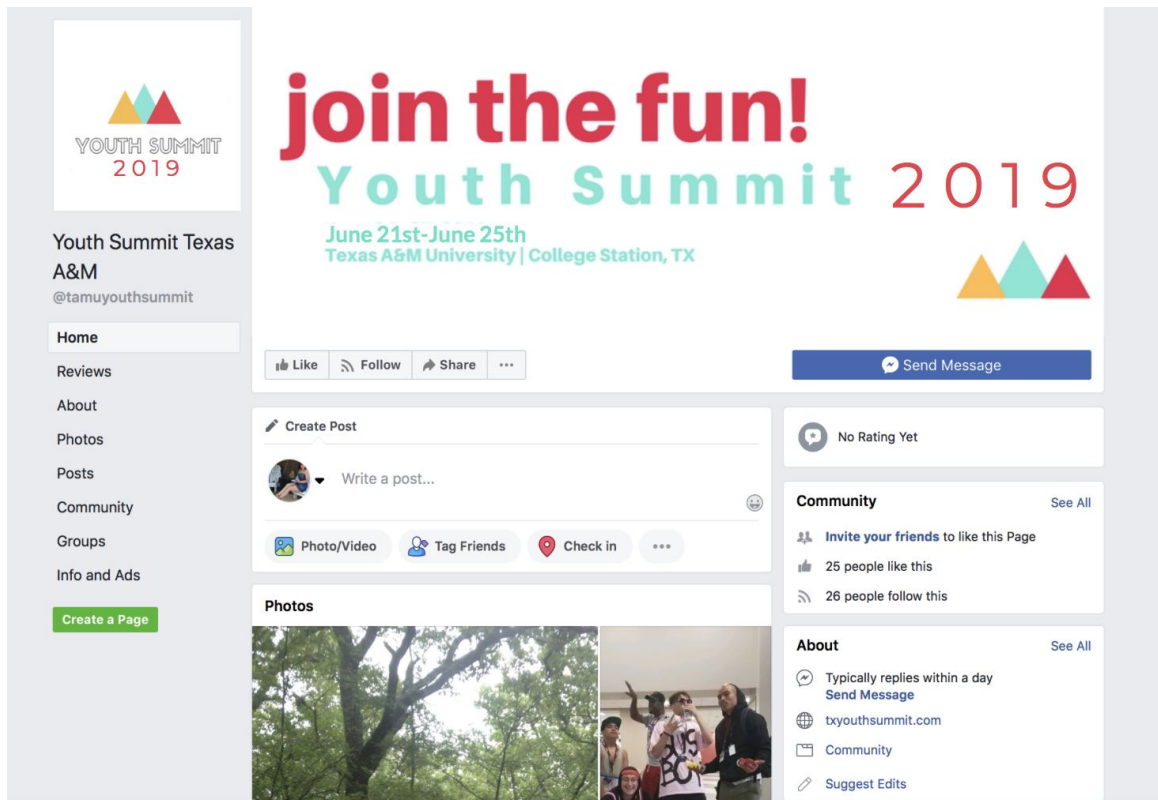 YOUTH SUMMIT
2019
Youth Summit Texas
A&M
@tamuyouthsummit
Home
Reviews
About
Photos
Posts
Community
Groups
Info and Ads
Create a Page
join the fun!
Youth Summit 2019
June 21st-June 25th
Texas A&M University | College Station, TX
Like
Follow
Share
Send Message
Create Post
Write a post...
Photo/Video
Tag Friends
Check in
Photos
BUS
BOY
No Rating Yet
Community
See All
Invite your friends to like this Page
25 people like this
26 people follow this
About
See All
Typically replies within a day
Send Message
txyouthsummit.com
Community
Suggest Edits